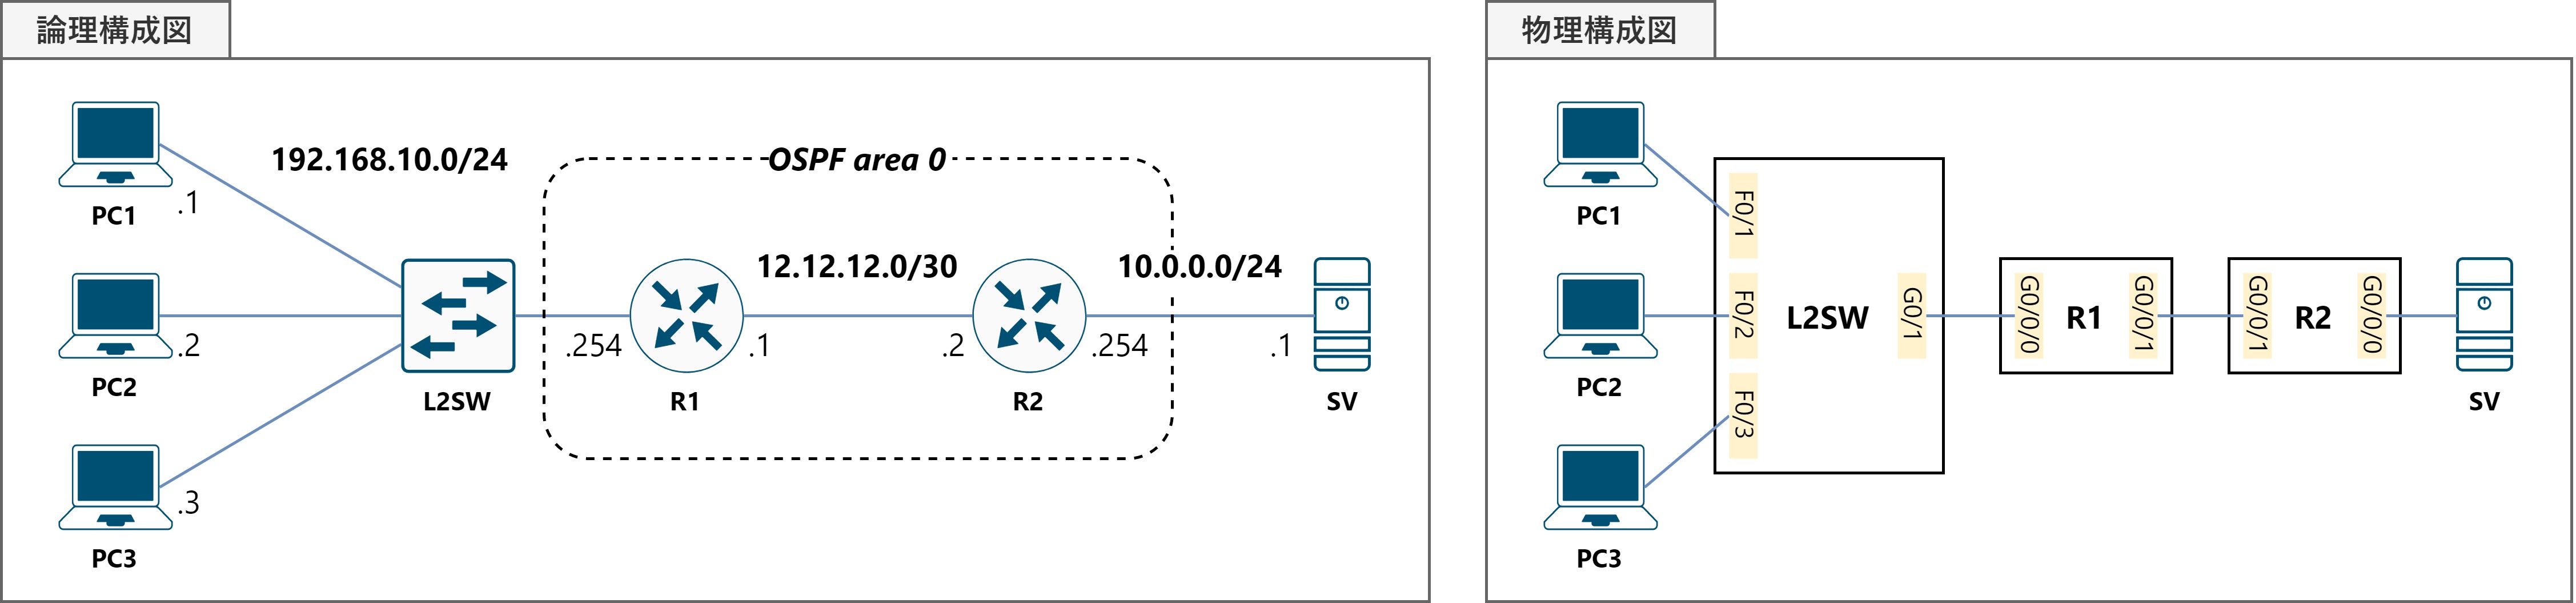 論理構成図
PC1
.1
192.168.10.0/24
OSPF area 0
PC2
.2
L2SW
.254
R1
.1
12.12.12.0/30
.2
R2
.254
10.0.0.0/24
.1
SV
PC3
.3
物理構成図
PC1
PC2
PC3
F0/1
F0/2
F0/3
L2SW
G0/1
G0/0/0
R1
G0/0/1
G0/0/1
R2
G0/0/0
SV